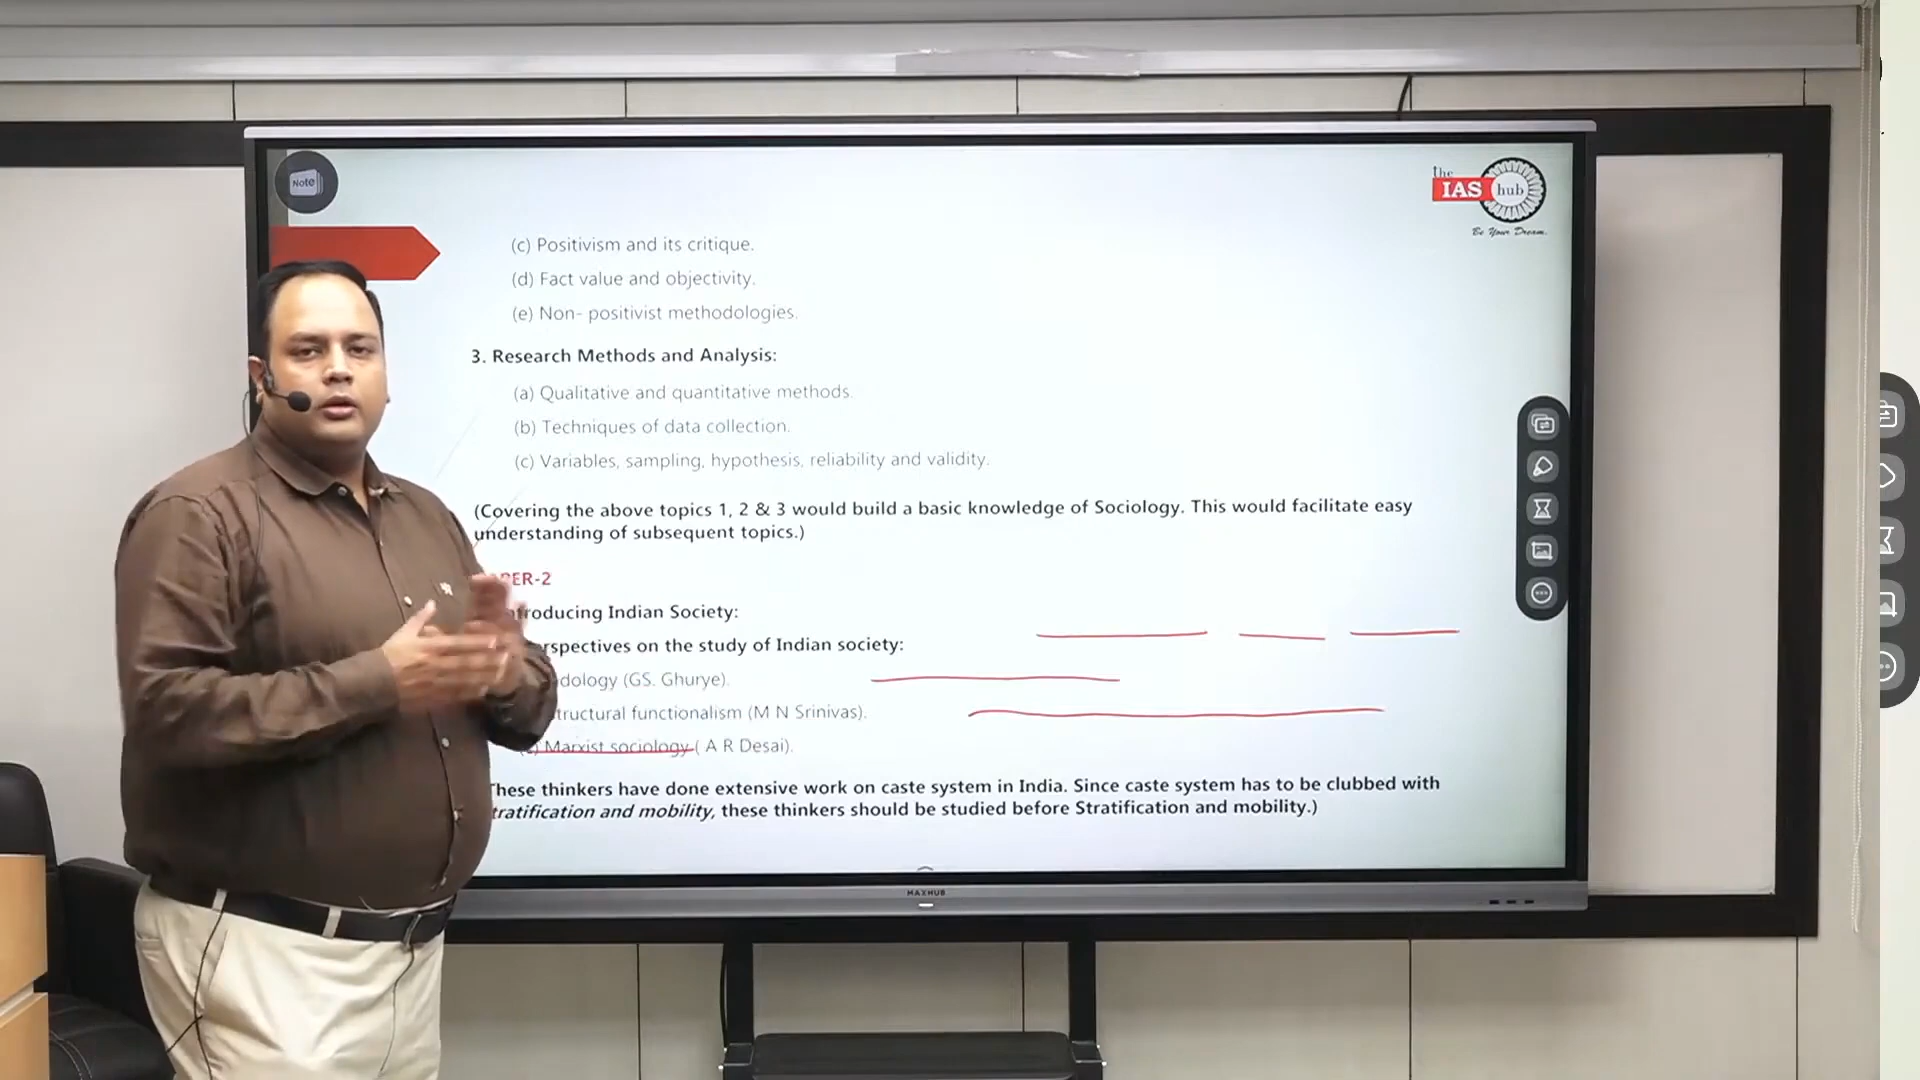 Note
the
IAS hub
Be Your Dream.
(c) Positivism and its critique.
(d) Fact value and objectivity.
(e) Non- positivist methodologies.
3. Research Methods and Analysis:
(a) Qualitative and quantitative methods.
(b) Techniques of data collection.
(c) Variables, sampling, hypothesis, reliability and validity.
(Covering the above topics 1, 2 & 3 would build a basic knowledge of Sociology. This would facilitate easy
understanding of subsequent topics.)
PER-2
troducing Indian Society:
rspectives on the study of Indian society:
dology (GS. Ghurye).
tructural functionalism (M N Srinivas).
Marxist sociology ( A R Desai).
These thinkers have done extensive work on caste system in India. Since caste system has to be clubbed with
tratification and mobility, these thinkers should be studied before Stratification and mobility.)
MAXHUB